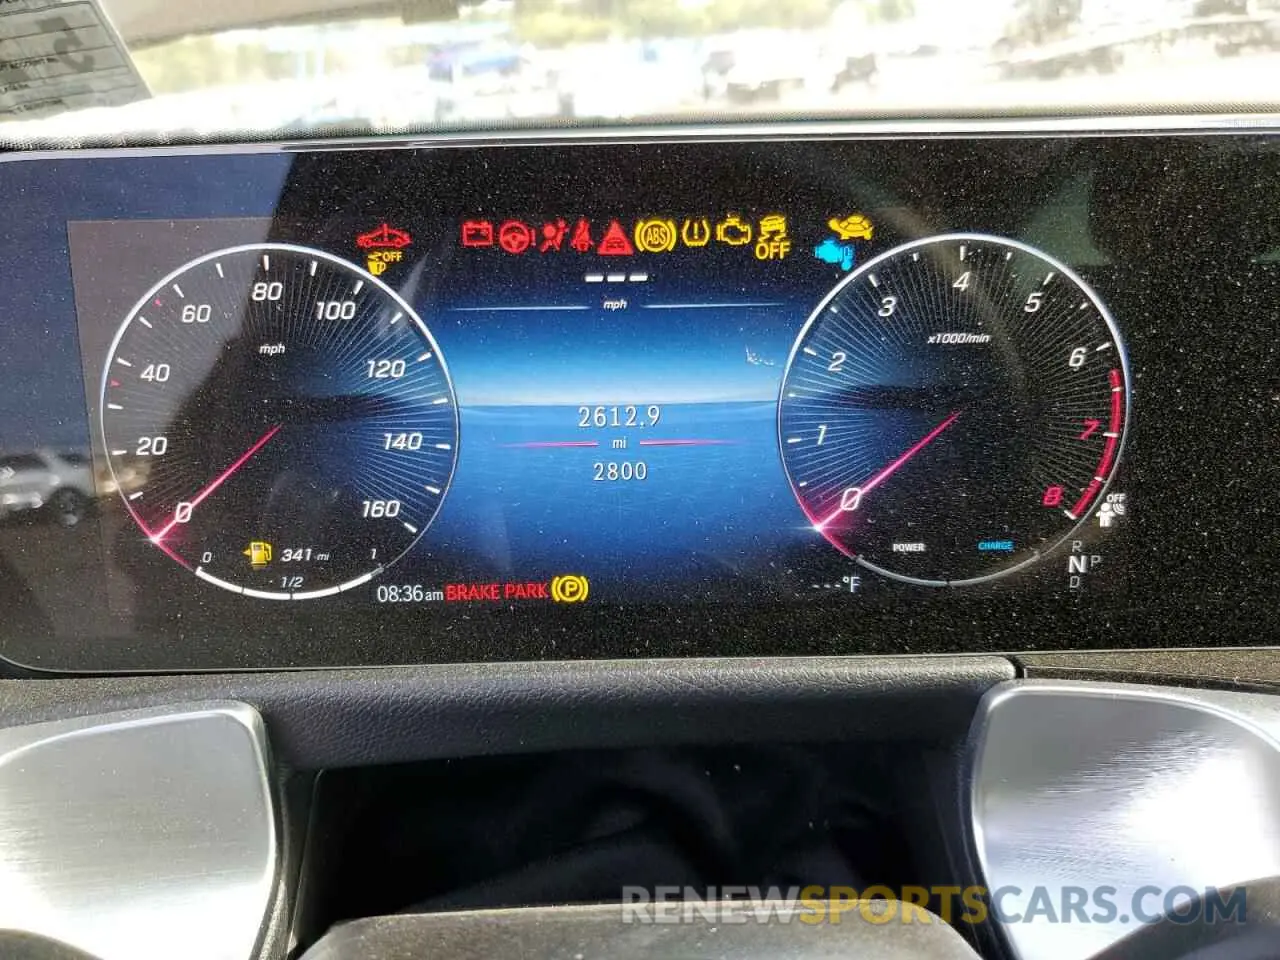 OFF
ABS
OFF
mph
80
60
100
40
120
mph
20
140
0
160
0
341 mi
1
1/2
2612.9
mi
2800
08:36 am BRAKE PARK P
4
3
5
x1000/min
2
6
1
7
0
8
OFF
POWER
CHARGE
R
N P
D
---°F
RENEWSPORTSCARS.COM